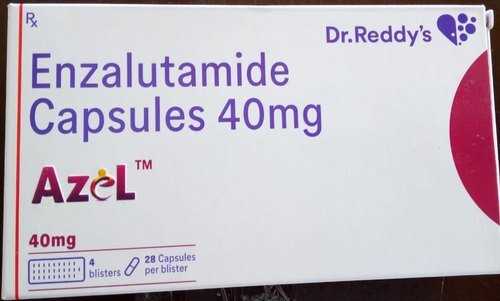 Rx
Dr.Reddy's
Enzalutamide
Capsules 40mg
AzeL™
40mg
4 blisters
28 Capsules per blister